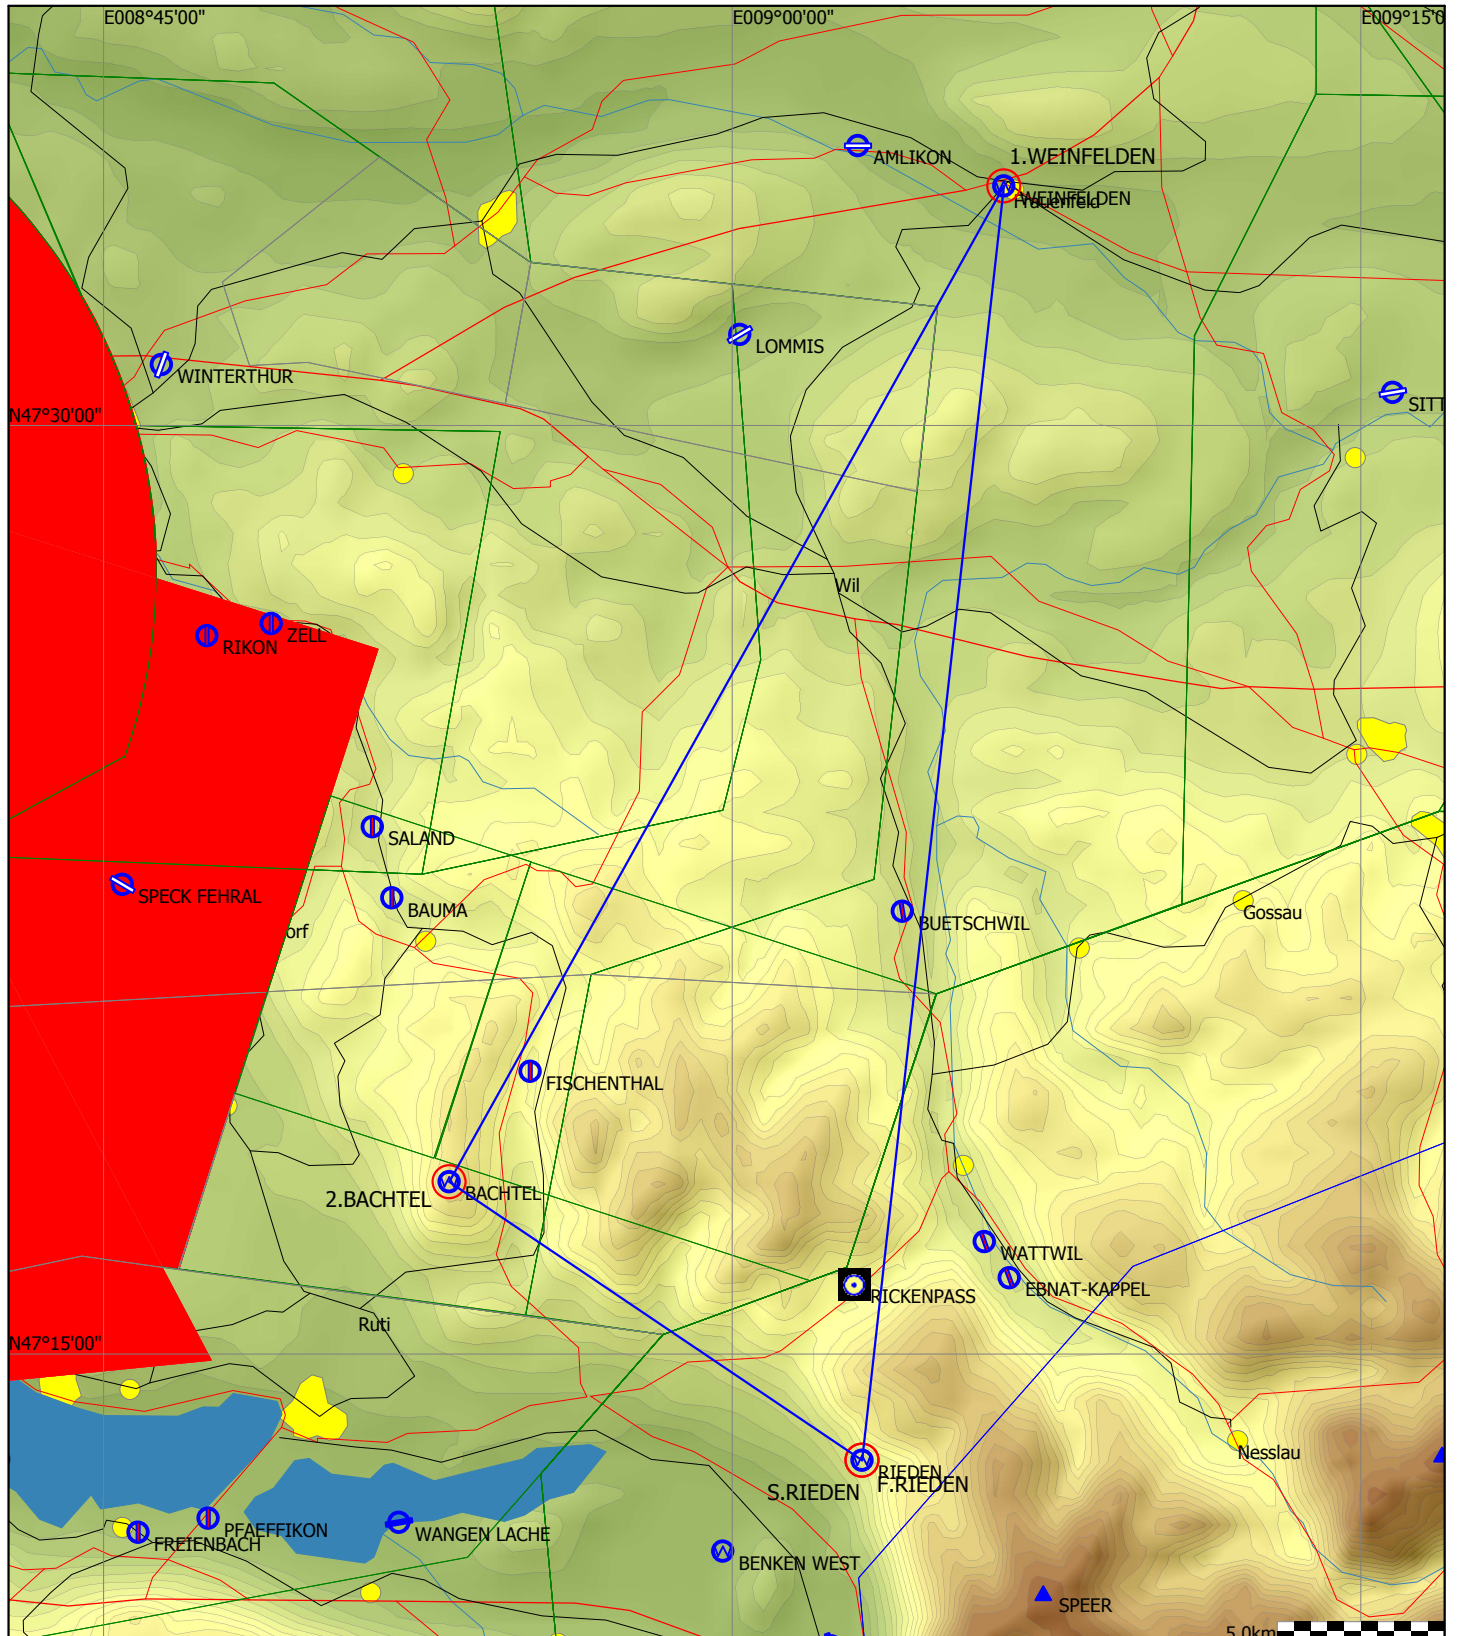 E008°45'00"
E009°00'00"
E009°15'0
AMLIKON
1.WEINFELDEN
WEINFELDEN
Frauenfeld
LOMMIS
WINTERTHUR
SITT
N47°30'00"
Wil
ZELL
RIKON
SALAND
SPECK FEHRAL
BAUMA
Gossau
BUETSCHWIL
orf
FISCHENTHAL
2.BACHTEL
BACHTEL
WATTWIL
EBNAT-KAPPEL
RICKENPASS
Ruti
N47°15'00"
Nesslau
RIEDEN
F.RIEDEN
S.RIEDEN
PFAEFFIKON
WANGEN LACHE
FREIENBACH
BENKEN WEST
SPEER
5.0km